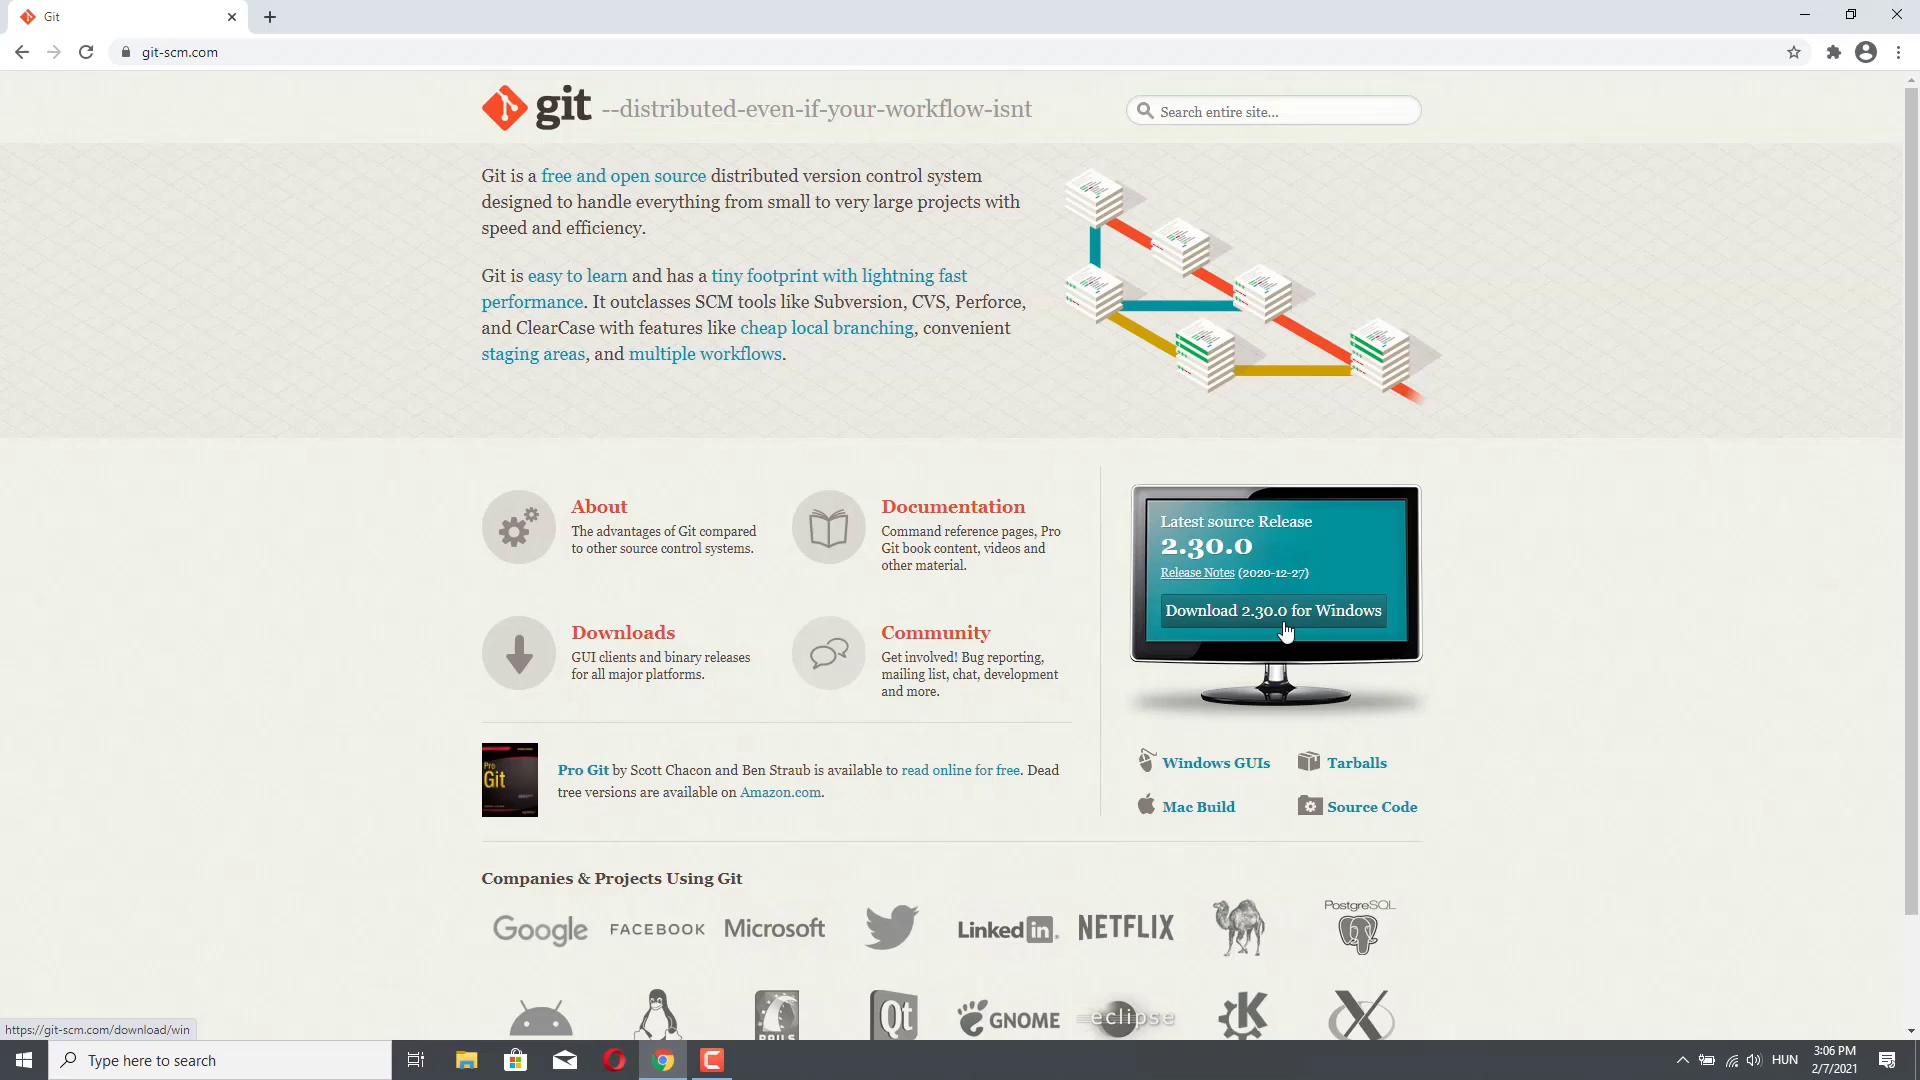 Git
git-scm.com
git --distributed-even-if-your-workflow-isnt
Search entire site...
Git is a free and open source distributed version control system
designed to handle everything from small to very large projects with
speed and efficiency.
Git is easy to learn and has a tiny footprint with lightning fast
performance. It outclasses SCM tools like Subversion, CVS, Perforce,
and ClearCase with features like cheap local branching, convenient
staging areas, and multiple workflows.
About
The advantages of Git compared
to other source control systems.
Documentation
Command reference pages, Pro
Git book content, videos and
other material.
Downloads
GUI clients and binary releases
for all major platforms.
Community
Get involved! Bug reporting,
mailing list, chat, development
and more.
Latest source Release
2.30.0
Release Notes (2020-12-27)
Download 2.30.0 for Windows
Windows GUIs
Tarballs
Mac Build
Source Code
Pro
Git
Pro Git by Scott Chacon and Ben Straub is available to read online for free. Dead
tree versions are available on Amazon.com.
Companies & Projects Using Git
Google
FACEBOOK
Microsoft
Linked in
NETFLIX
PostgreSQL
Qt
GNOME
eclipse
https://git-scm.com/download/win
Type here to search
HUN
3:06 PM
2/7/2021